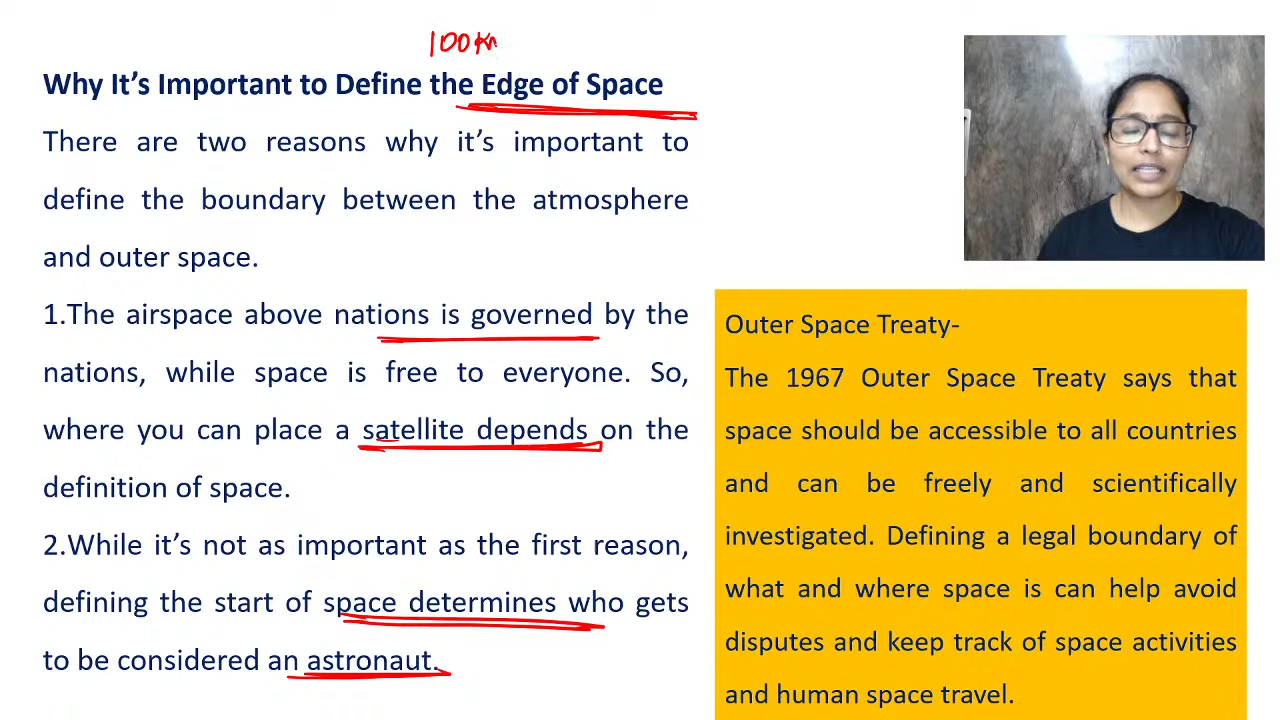 100km
Why It's Important to Define the Edge of Space
There are two reasons why it's important to
define the boundary between the atmosphere
and outer space.
1.The airspace above nations is governed by the
nations, while space is free to everyone. So,
where you can place a satellite depends on the
definition of space.
2.While it's not as important as the first reason,
defining the start of space determines who gets
to be considered an astronaut.
Outer Space Treaty-
The 1967 Outer Space Treaty says that
space should be accessible to all countries
and can be freely and scientifically
investigated. Defining a legal boundary of
what and where space is can help avoid
disputes and keep track of space activities
and human space travel.